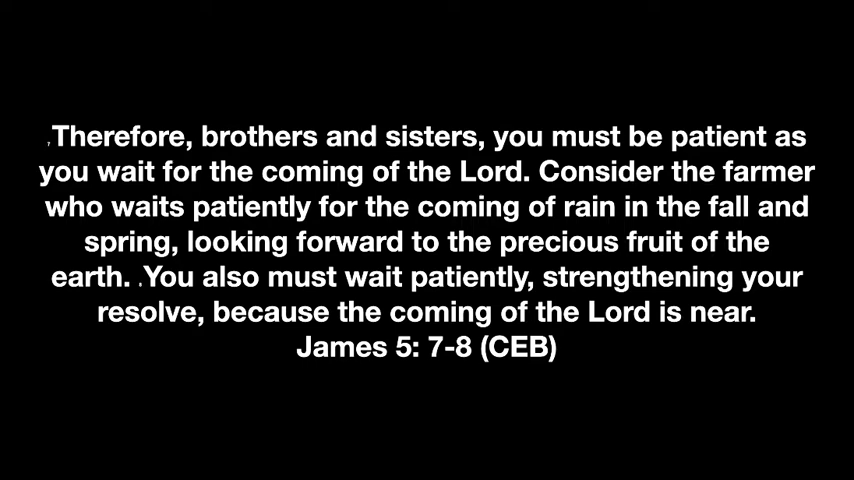 7Therefore, brothers and sisters, you must be patient as
you wait for the coming of the Lord. Consider the farmer
who waits patiently for the coming of rain in the fall and
spring, looking forward to the precious fruit of the
earth. You also must wait patiently, strengthening your
resolve, because the coming of the Lord is near.
James 5: 7-8 (CEB)